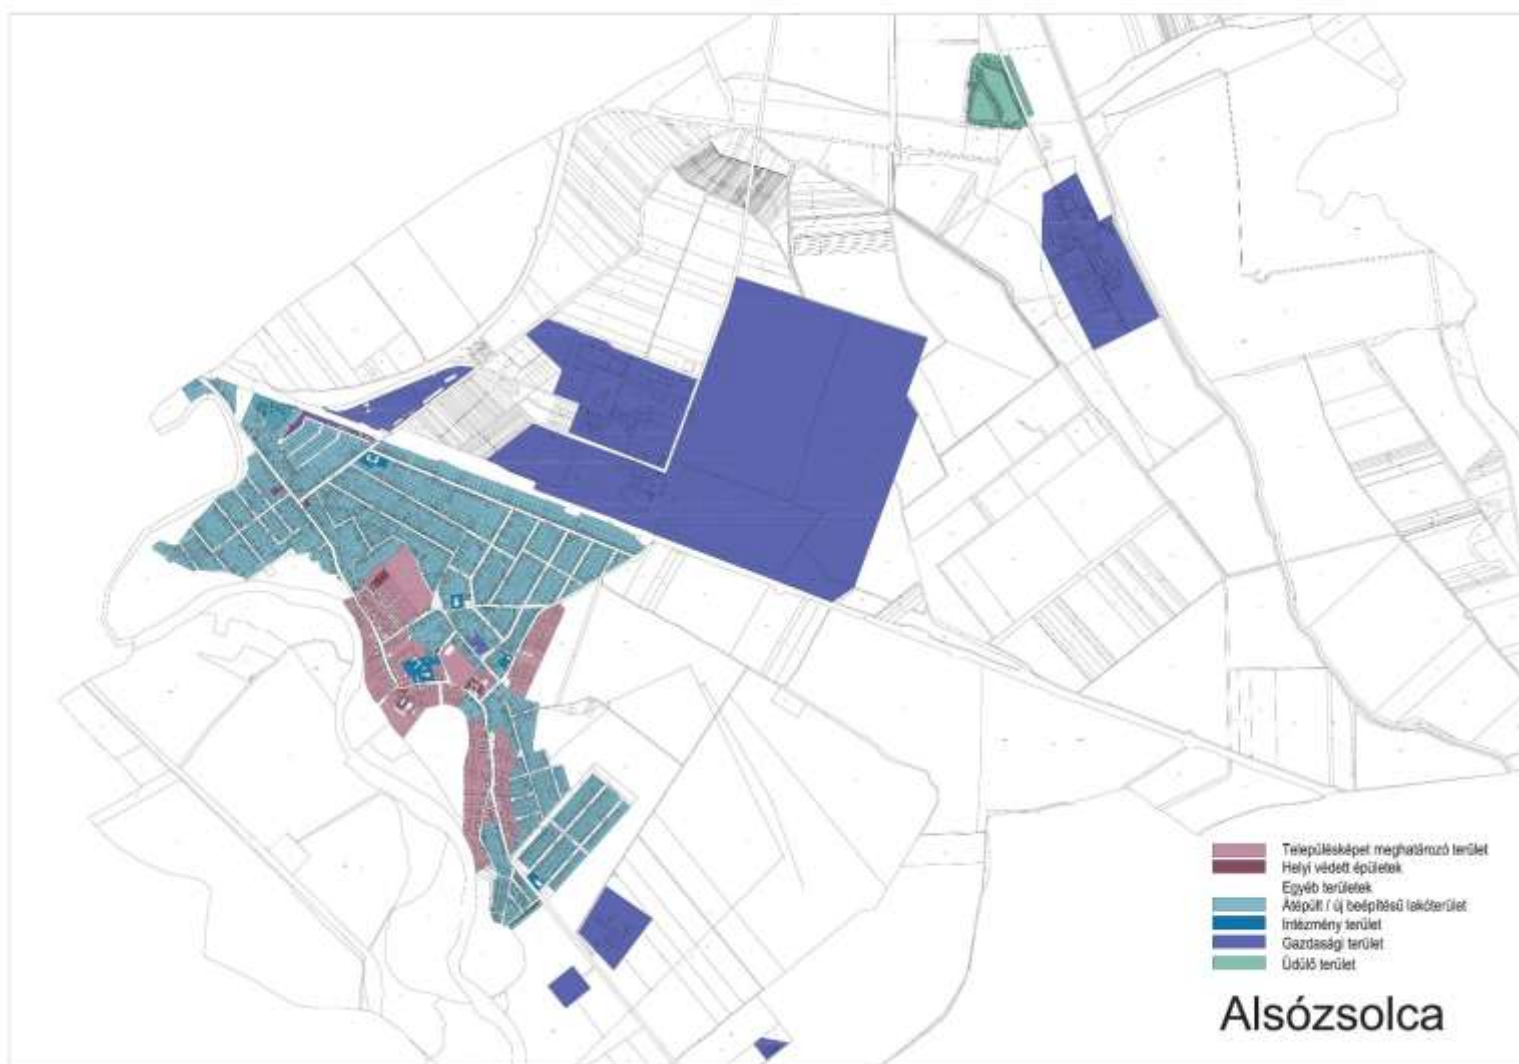 Településképet meghatározó terület
Helyi védett épületek
Egyéb területek
Átépült / új beépítésű lakóterület
Intézmény terület
Gazdasági terület
Üdülő terület
Alsózsolca